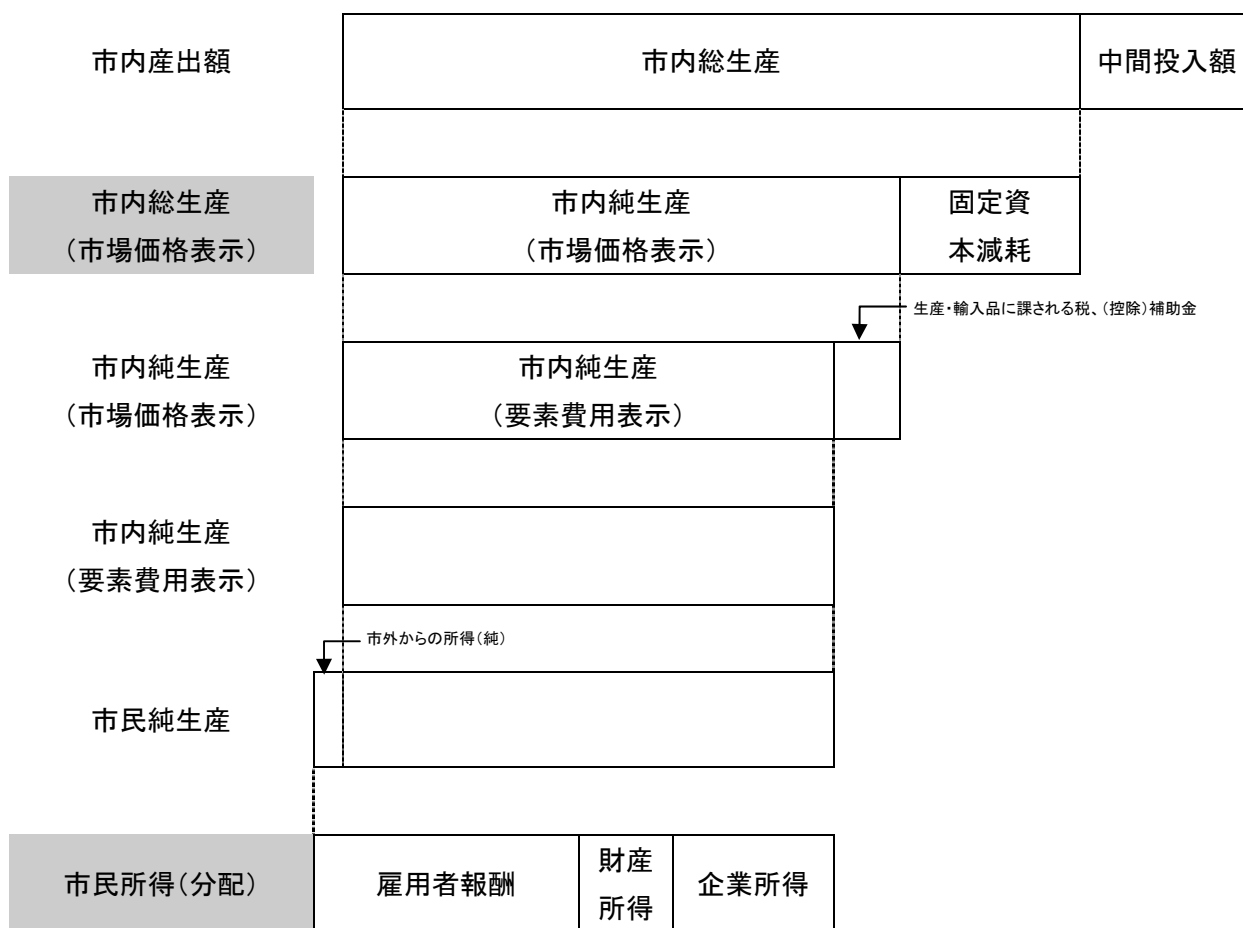 市内産出額
市内総生産
中間投入額
市内総生産
(市場価格表示)
市内純生産
(市場価格表示)
固定資
本減耗
生産・輸入品に課される税、(控除)補助金
市内純生産
(市場価格表示)
市内純生産
(要素費用表示)
市内純生産
(要素費用表示)
市外からの所得(純)
市民純生産
市民所得(分配)
雇用者報酬
財産
所得
企業所得